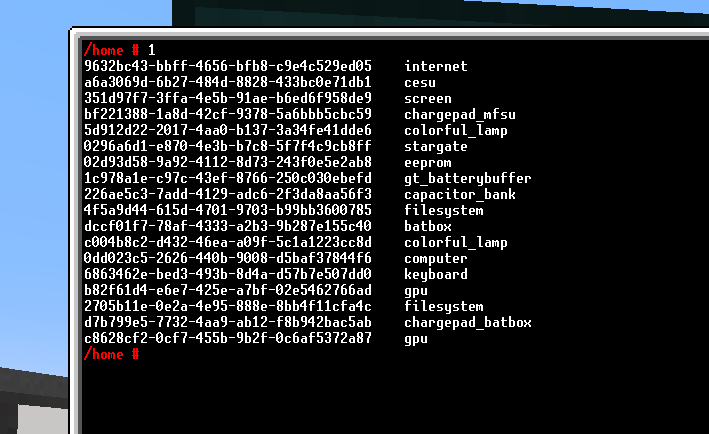 /home # 1
9632bc43-bbff-4656-bfb8-c9e4c529ed05 internet
a6a3069d-6b27-484d-8828-433bc0e71db1 cesu
351d97f7-3ffa-4e5b-91ae-b6ed6f958de9 screen
bf221388-1a8d-42cf-9378-5a6bbb5cbc59 chargepad_mfsu
5d912d22-2017-4aa0-b137-3a34fe41dde6 colorful_lamp
0296a6d1-e870-4e3b-b7c8-5f7f4c9cb8ff stargate
02d93d58-9a92-4112-8d73-243f0e5e2ab8 eeprom
1c978a1e-c97c-43ef-8766-250c030ebefd gt_batterybuffer
226ae5c3-7add-4129-adc6-2f3da8aa56f3 capacitor_bank
4f5a9d44-615d-4701-9703-b99bb3600785 filesystem
dccf01f7-78af-4333-a2b3-9b287e155c40 batbox
c004b8c2-d432-46ea-a09f-5c1a1223cc8d colorful_lamp
0dd023c5-2626-440b-9008-d5baf37844f6 computer
6863462e-bed3-493b-8d4a-d57b7e507dd0 keyboard
b82f61d4-e6e7-425e-a7bf-02e5462766ad gpu
2705b11e-0e2a-4e95-888e-8bb4f11cfa4c filesystem
d7b799e5-7732-4aa9-ab12-f8b942bac5ab chargepad_batbox
c8628cf2-0cf7-455b-9b2f-0c6af5372a87 gpu
/home #